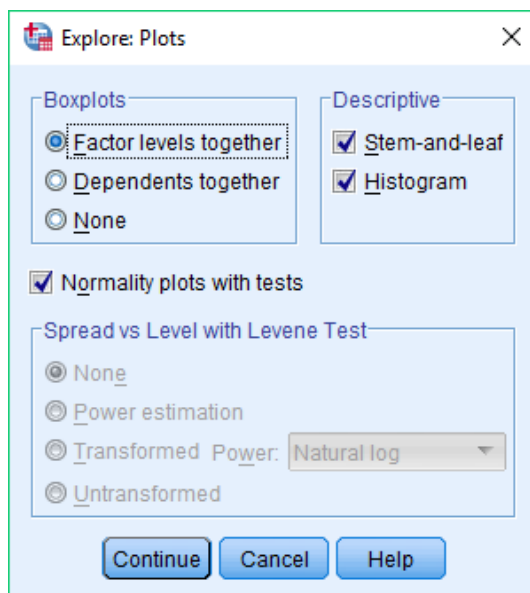 Explore: Plots
Boxplots
Factor levels together
Dependents together
None
Descriptive
Stem-and-leaf
Histogram
Normality plots with tests
Spread vs Level with Levene Test
None
Power estimation
Transformed Power: Natural log
Untransformed
Continue Cancel Help